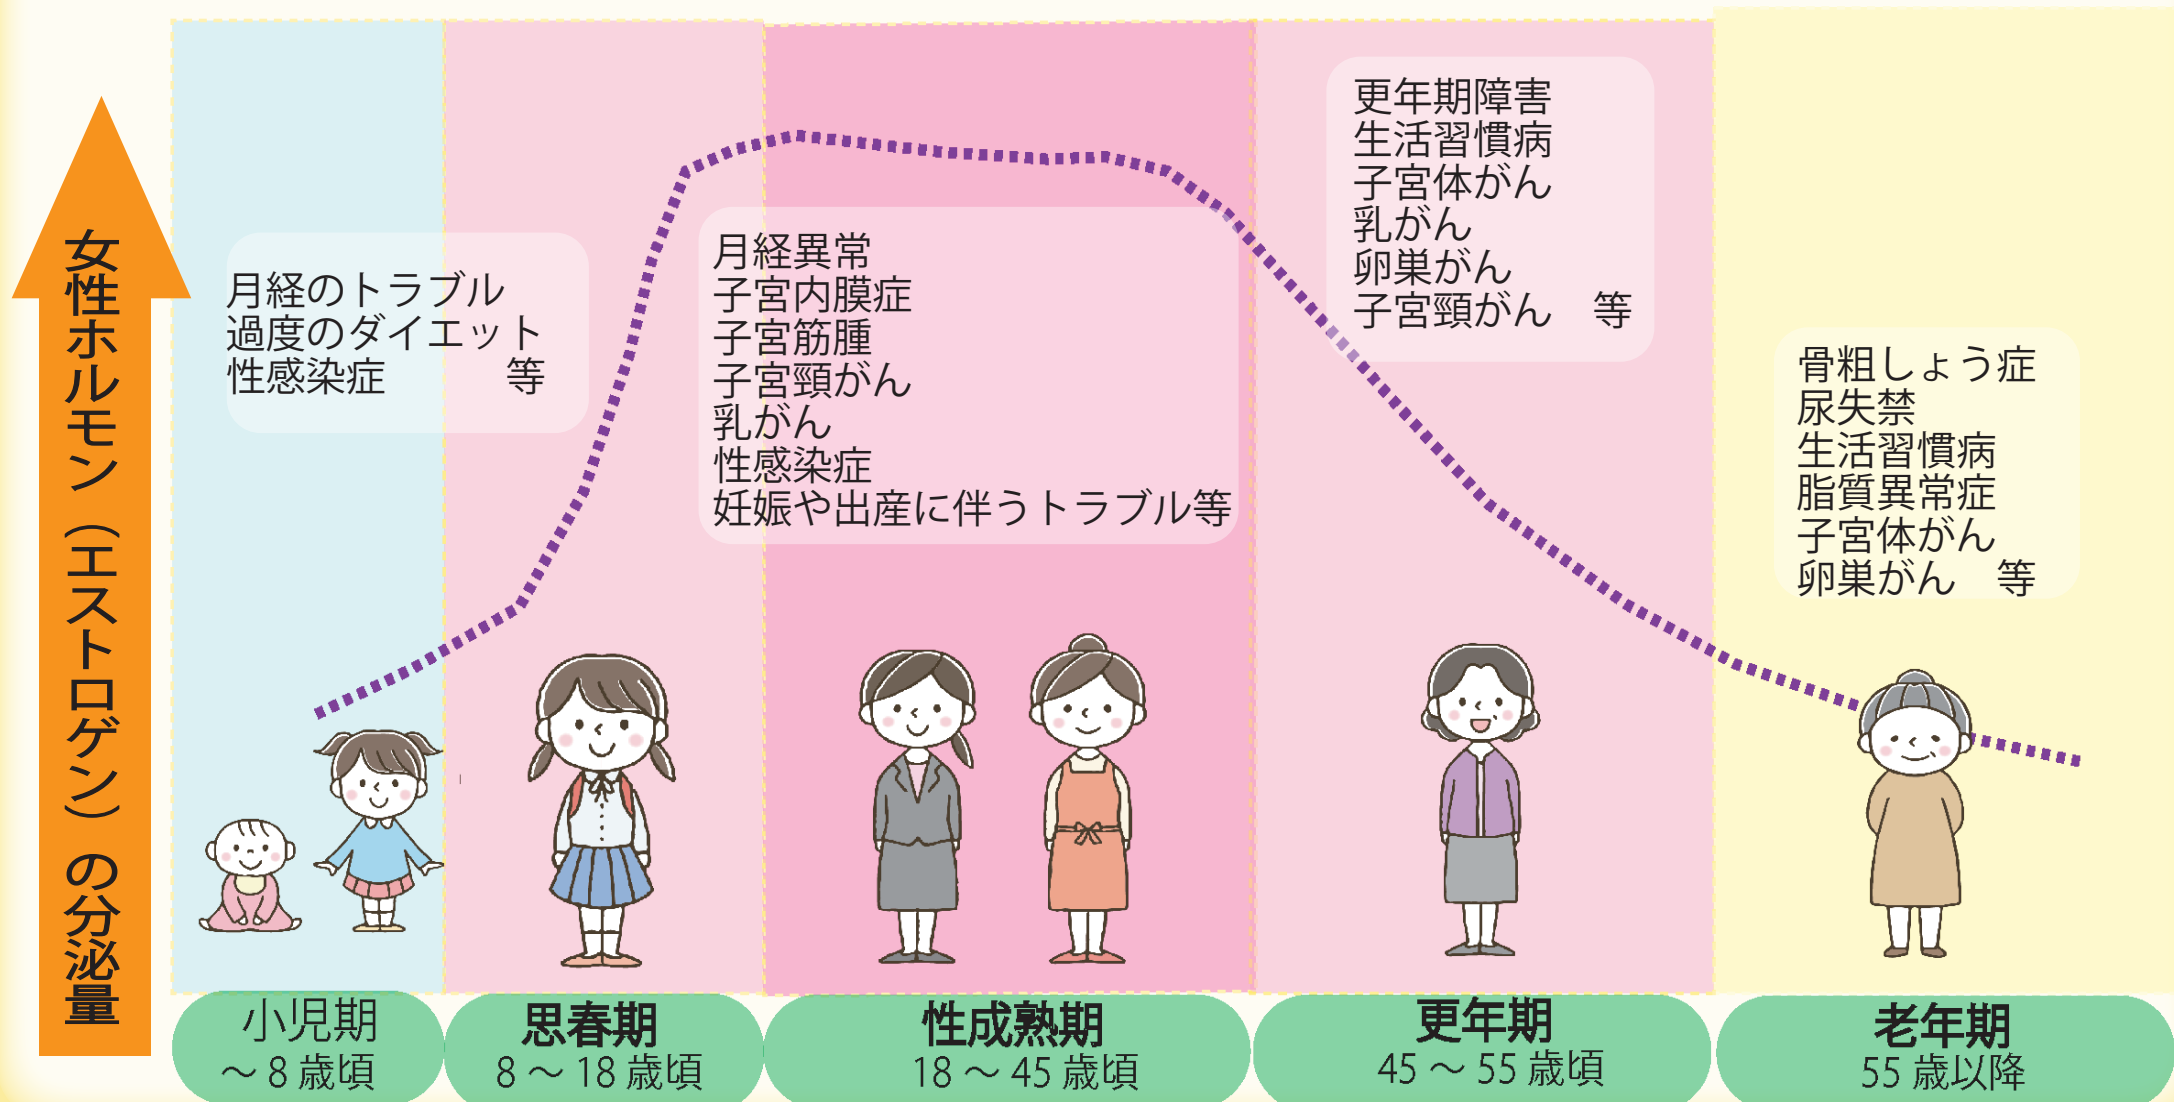 女性ホルモン（エストロゲン）の分泌量
月経のトラブル
過度のダイエット
性感染症　　　等
月経異常
子宮内膜症
子宮筋腫
子宮頸がん
乳がん
性感染症
妊娠や出産に伴うトラブル等
更年期障害
生活習慣病
子宮体がん
乳がん
卵巣がん
子宮頸がん　等
骨粗しょう症
尿失禁
生活習慣病
脂質異常症
子宮体がん
卵巣がん　等
小児期
～８歳頃
思春期
8～18歳頃
性成熟期
18～45歳頃
更年期
45～55歳頃
老年期
55歳以降